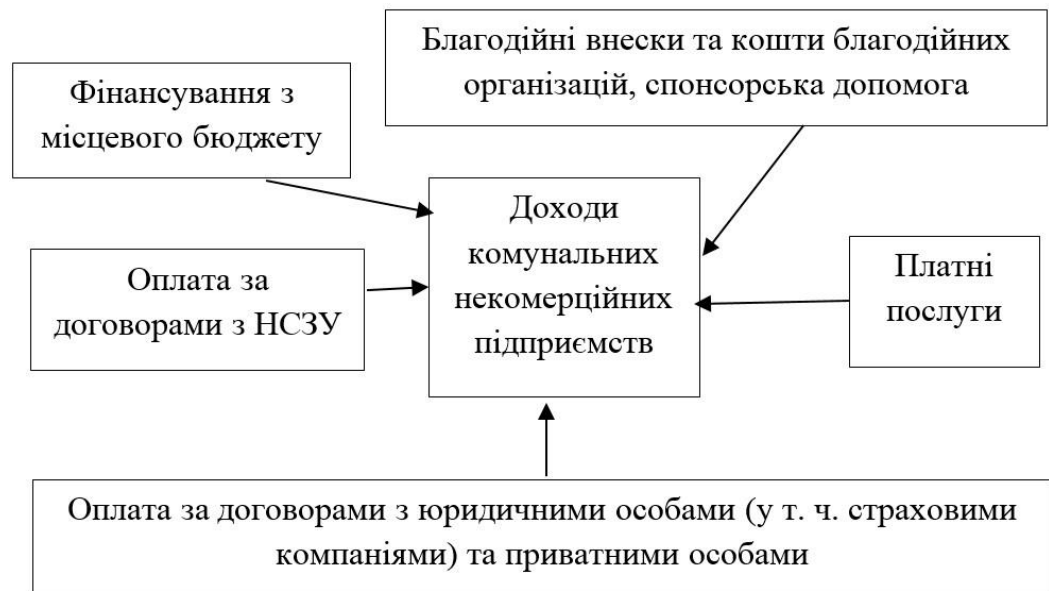 Благодійні внески та кошти благодійних
організацій, спонсорська допомога
Фінансування з
місцевого бюджету
Доходи
комунальних
некомерційних
підприємств
Оплата за
договорами з НСЗУ
Платні
послуги
Оплата за договорами з юридичними особами (у т. ч. страховими
компаніями) та приватними особами